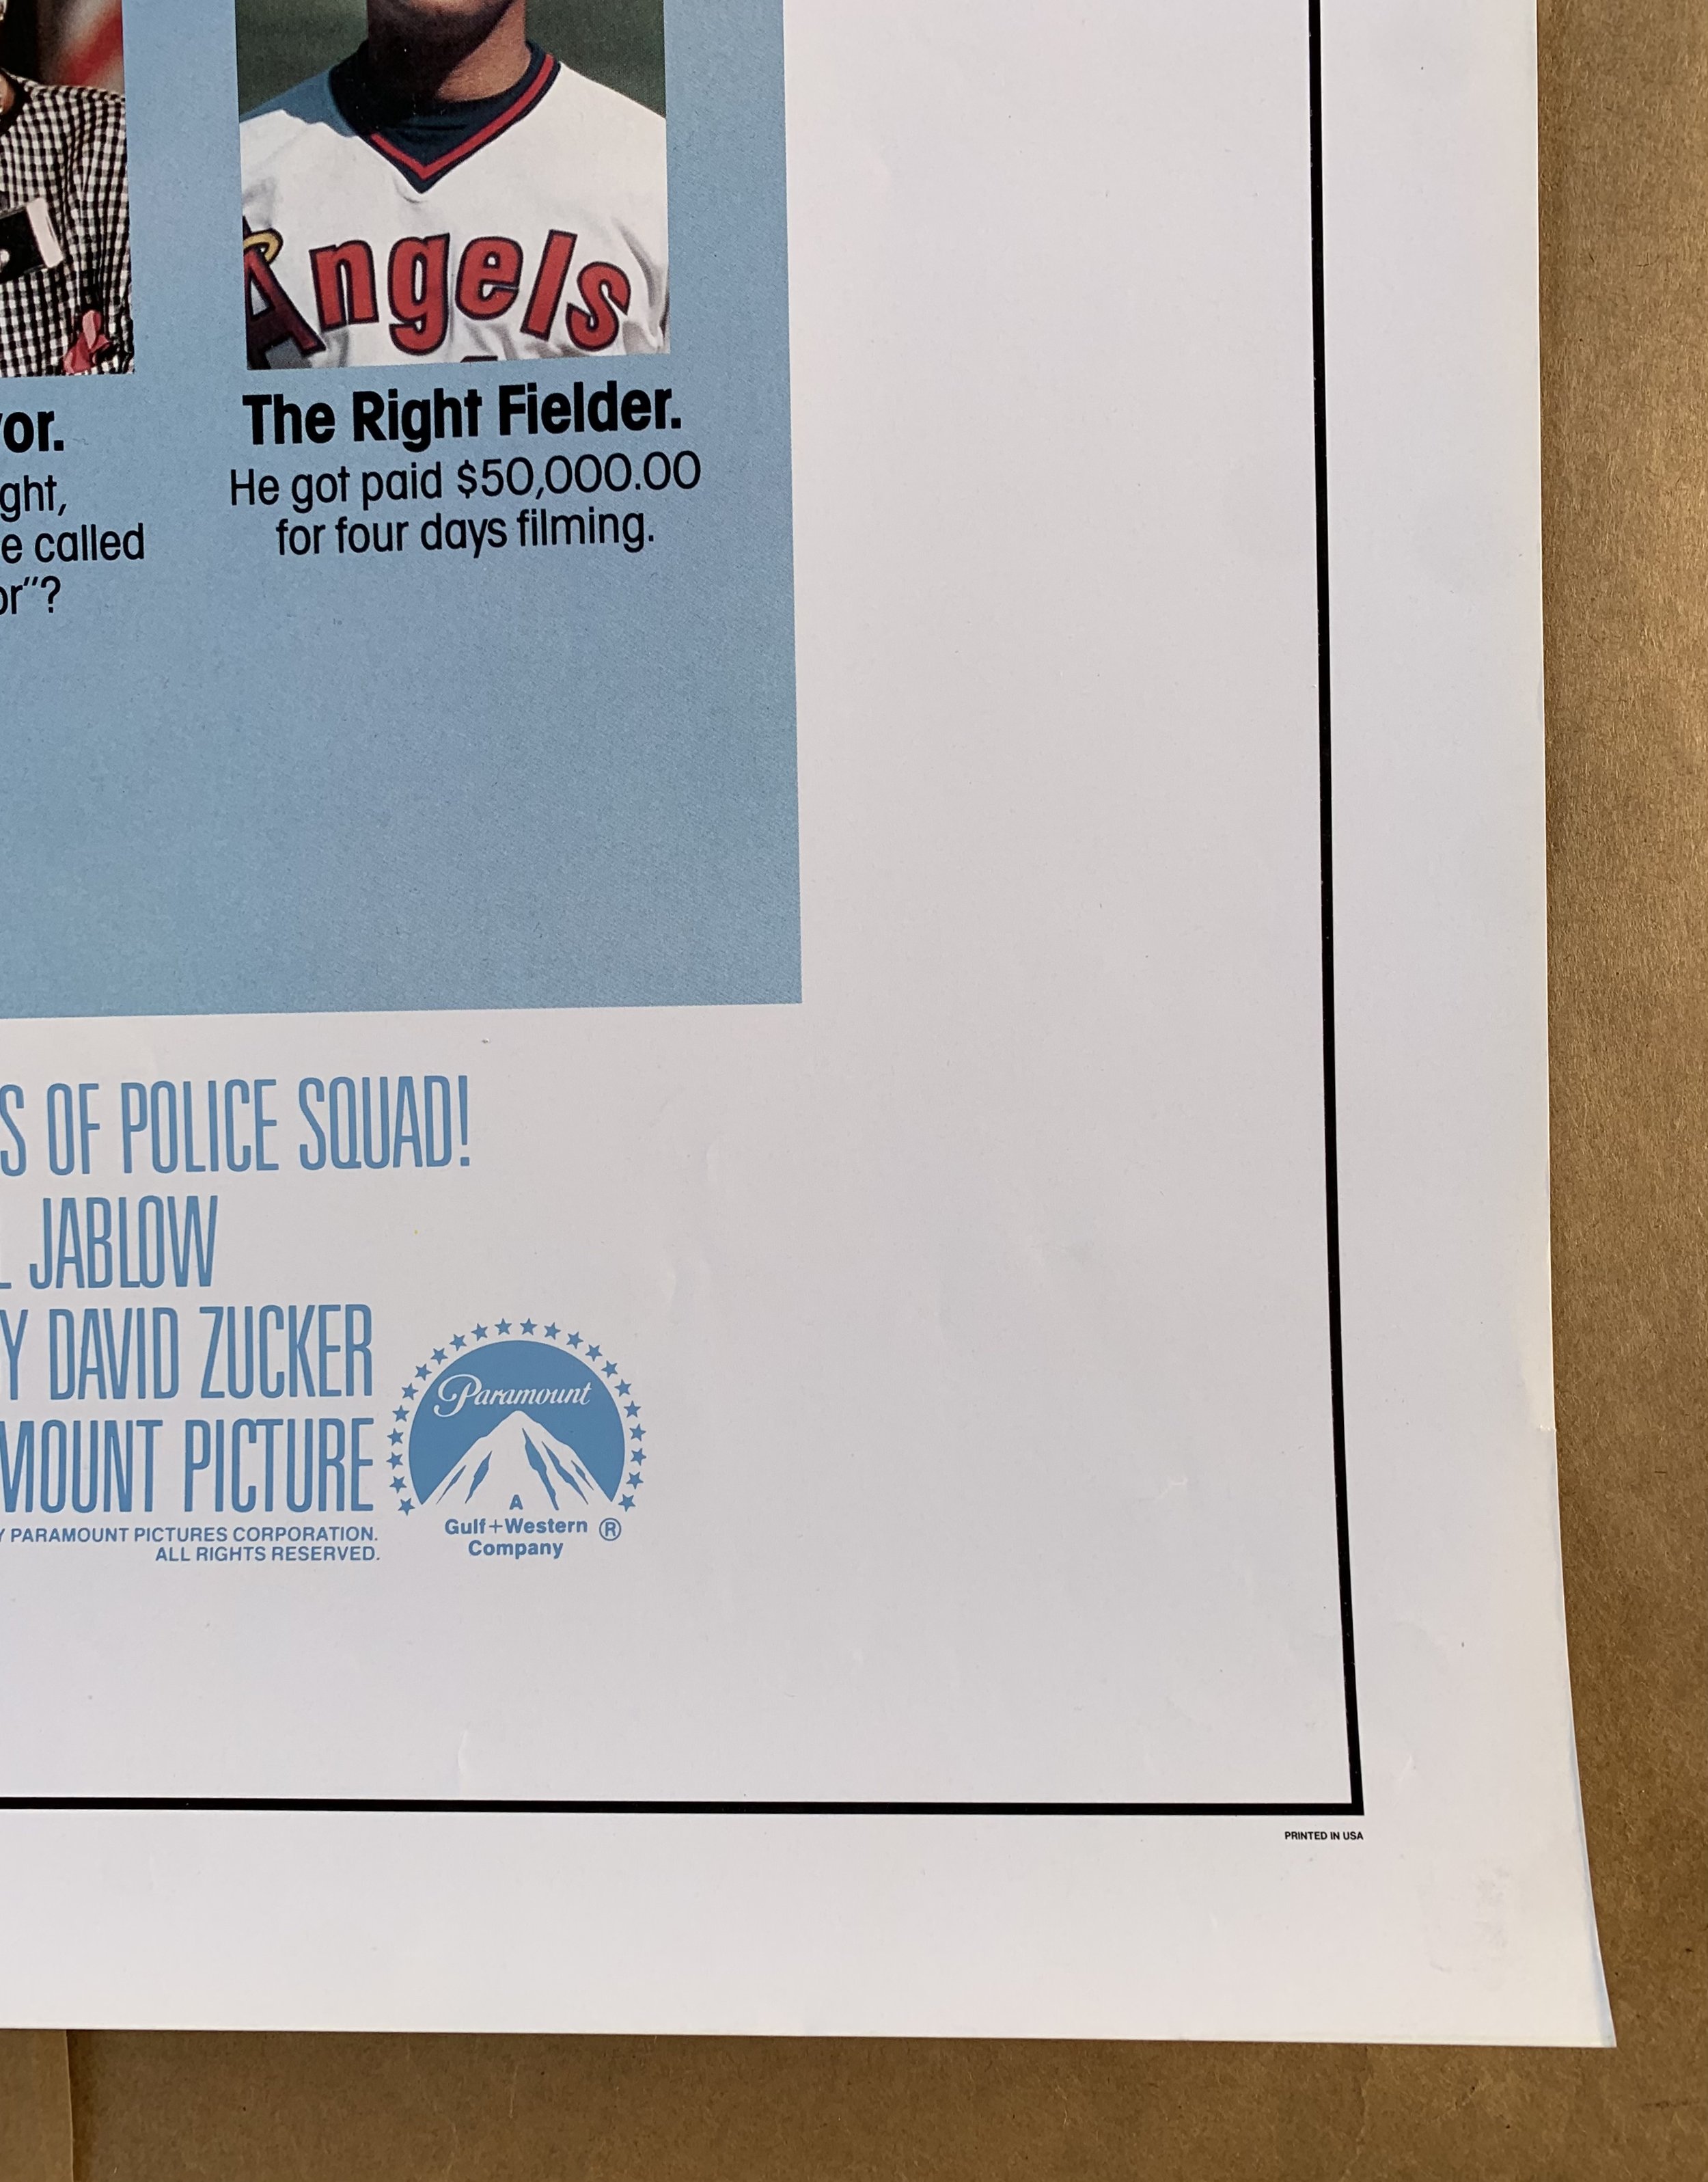 Angels
or.
ght,
e called
or"?
The Right Fielder.
He got paid $50,000.00
for four days filming.
S OF POLICE SQUAD!
JABLOW
Y DAVID ZUCKER
MOUNT PICTURE
Y PARAMOUNT PICTURES CORPORATION.
ALL RIGHTS RESERVED.
Paramount
A
Gulf+Western ®
Company
PRINTED IN USA